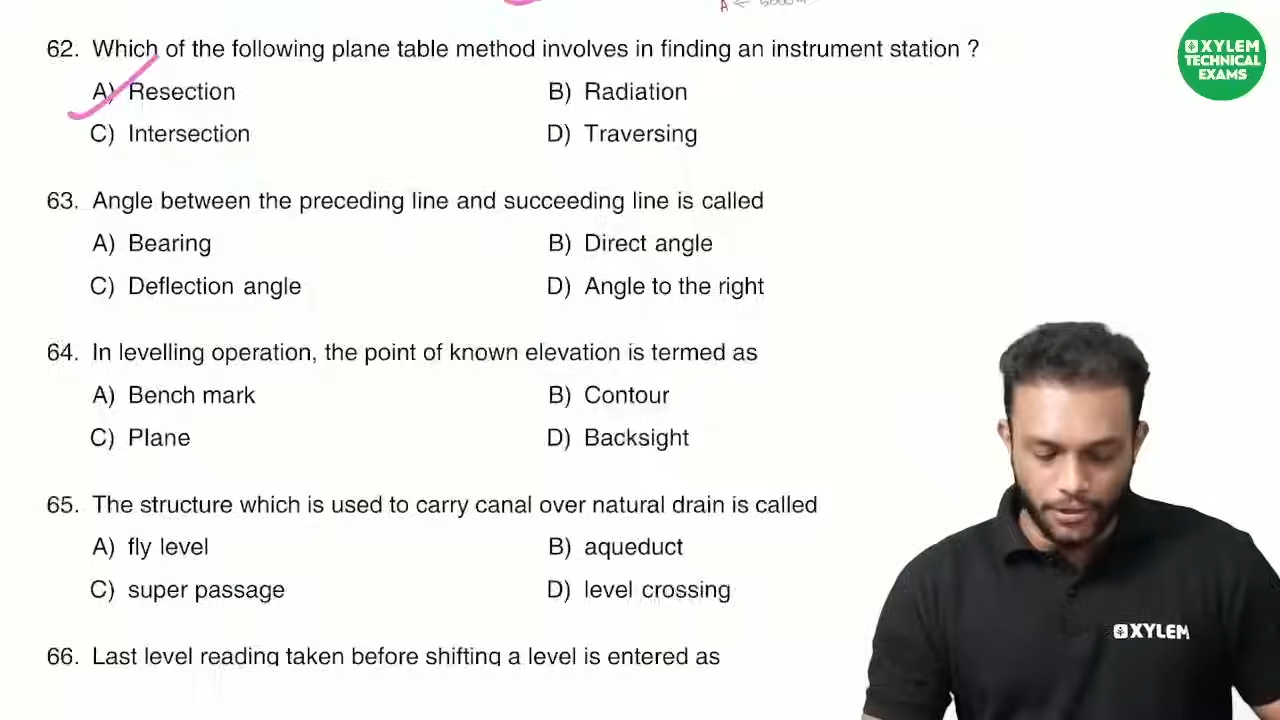 62. Which of the following plane table method involves in finding an instrument station ?
A) Resection
B) Radiation
C) Intersection
D) Traversing
63. Angle between the preceding line and succeeding line is called
A) Bearing
B) Direct angle
C) Deflection angle
D) Angle to the right
64. In levelling operation, the point of known elevation is termed as
A) Bench mark
B) Contour
C) Plane
D) Backsight
65. The structure which is used to carry canal over natural drain is called
A) fly level
B) aqueduct
C) super passage
D) level crossing
66. Last level reading taken before shifting a level is entered as
XYLEM
TECHNICAL
EXAMS
XYLEM